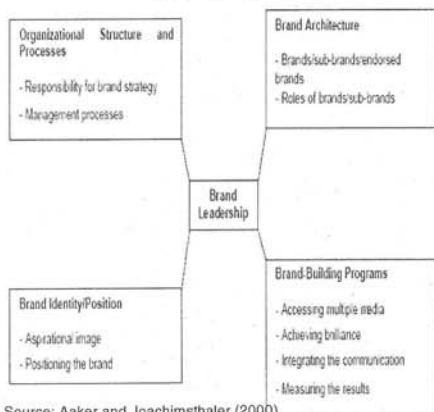 Organizational Structure and
Processes
- Responsibility for brand strategy
- Management processes
Brand Architecture
- Brands/sub-brands/endorsed
brands
- Roles of brands/sub-brands
Brand
Leadership
Brand Identity/Position
- Aspirational image
- Positioning the brand
Brand-Building Programs
- Accessing multiple media
- Achieving brilliance
- Integrating the communication
- Measuring the results
Source: Aaker and Joachimsthaler (2000)